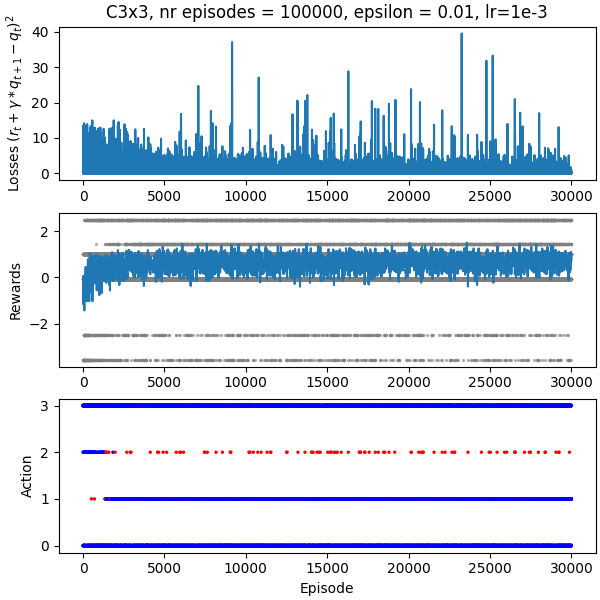 C3x3, nr episodes = 100000, epsilon = 0.01, lr=1e-3
Losses $(r_t + \gamma * q_{t+1} - q_t)^2$
40
30
20
10
0
0 5000 10000 15000 20000 25000 30000
Rewards
2
0
−2
0 5000 10000 15000 20000 25000 30000
Action
3
2
1
0
0 5000 10000 15000 20000 25000 30000
Episode